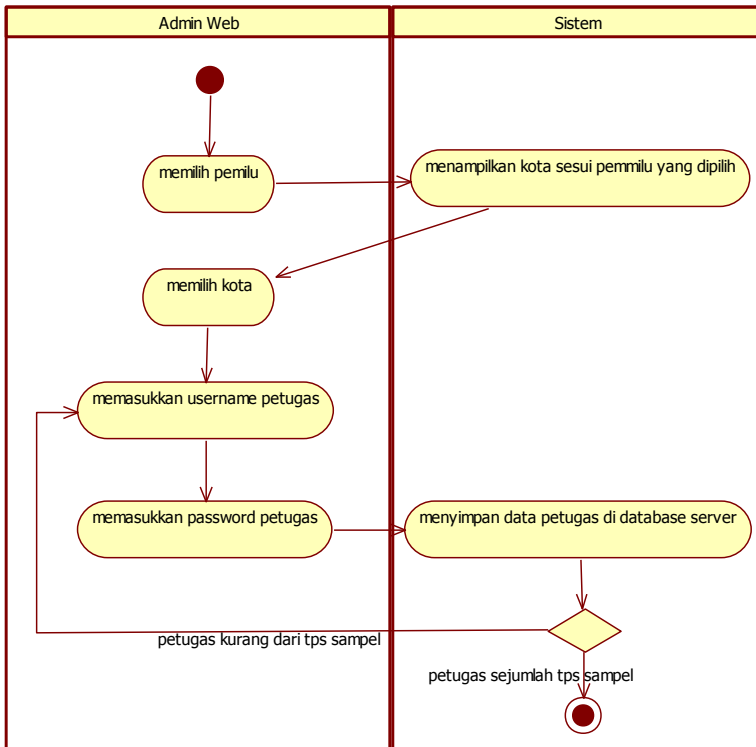 Admin Web
Sistem
memilih pemilu
menampilkan kota sesui pemmilu yang dipilih
memilih kota
memasukkan username petugas
memasukkan password petugas
menyimpan data petugas di database server
petugas kurang dari tps sampel
petugas sejumlah tps sampel